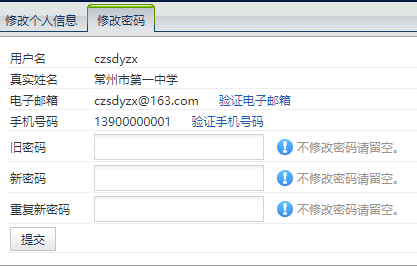 修改个人信息 修改密码
用户名 czsdyzx
真实姓名 常州市第一中学
电子邮箱 czsdyzx@163.com 验证电子邮箱
手机号码 13900000001 验证手机号码
旧密码 不修改密码请留空。
新密码 不修改密码请留空。
重复新密码 不修改密码请留空。
提交